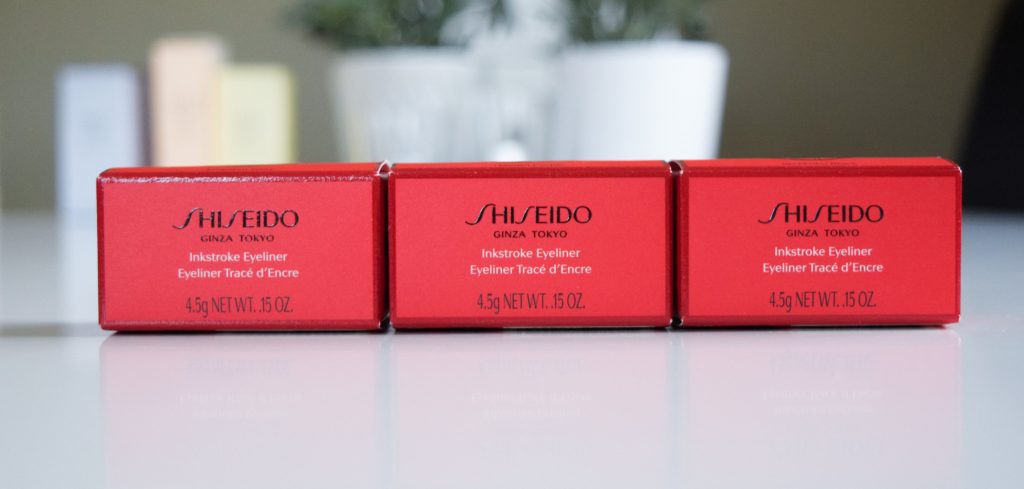 SHISEIDO
GINZA TOKYO
Inkstroke Eyeliner
Eyeliner Tracé d'Encre
4.5g NET WT. .15 OZ.
SHISEIDO
GINZA TOKYO
Inkstroke Eyeliner
Eyeliner Tracé d'Encre
4.5g NET WT. .15 OZ.
SHISEIDO
GINZA TOKYO
Inkstroke Eyeliner
Eyeliner Tracé d'Encre
4.5g NET WT. .15 OZ.